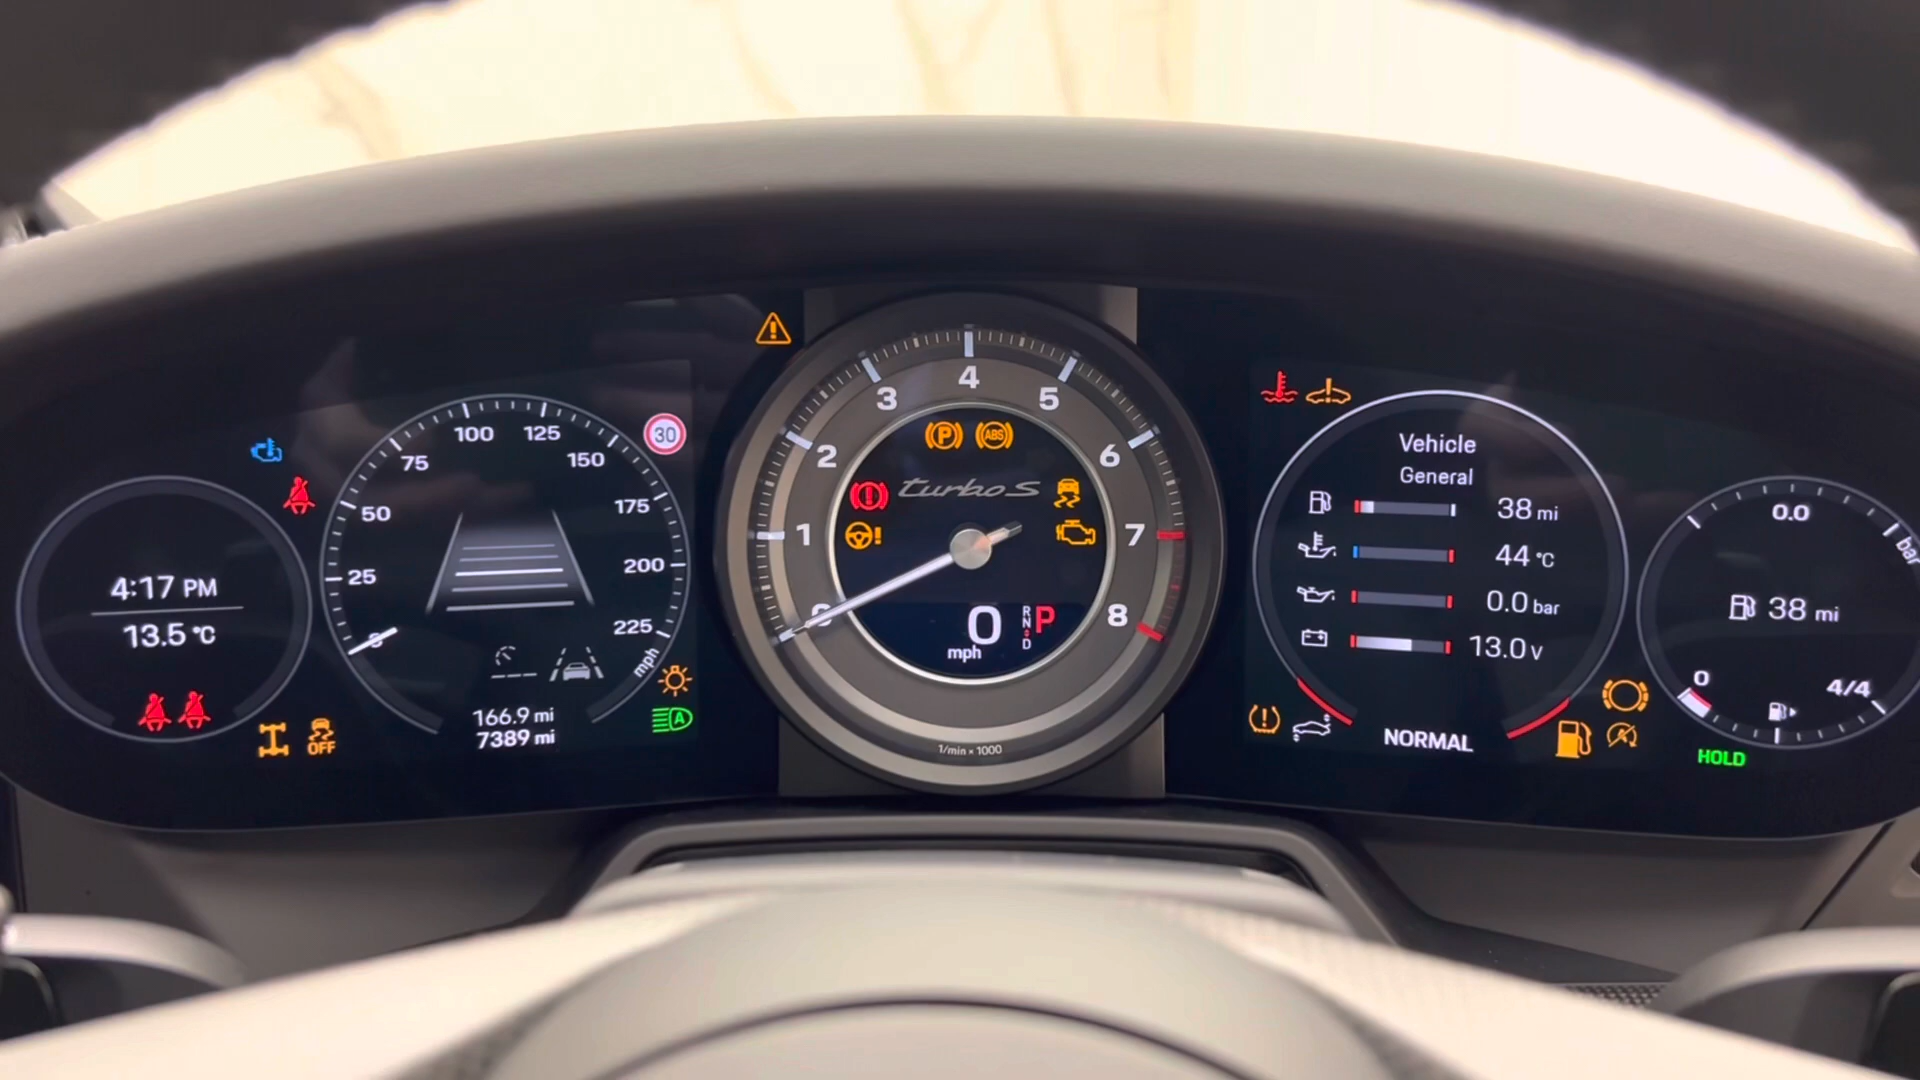 4:17 PM
13.5 °C
OFF
0
25
50
75
100
125
150
175
200
225
mph
30
166.9 mi
7389 mi
A
0
1
2
3
4
5
6
7
8
P
ABS
turbo S
0
mph
R
N
D
P
1/min × 1000
Vehicle
General
38 mi
44 °C
0.0 bar
13.0 V
NORMAL
0.0
bar
38 mi
0
4/4
HOLD